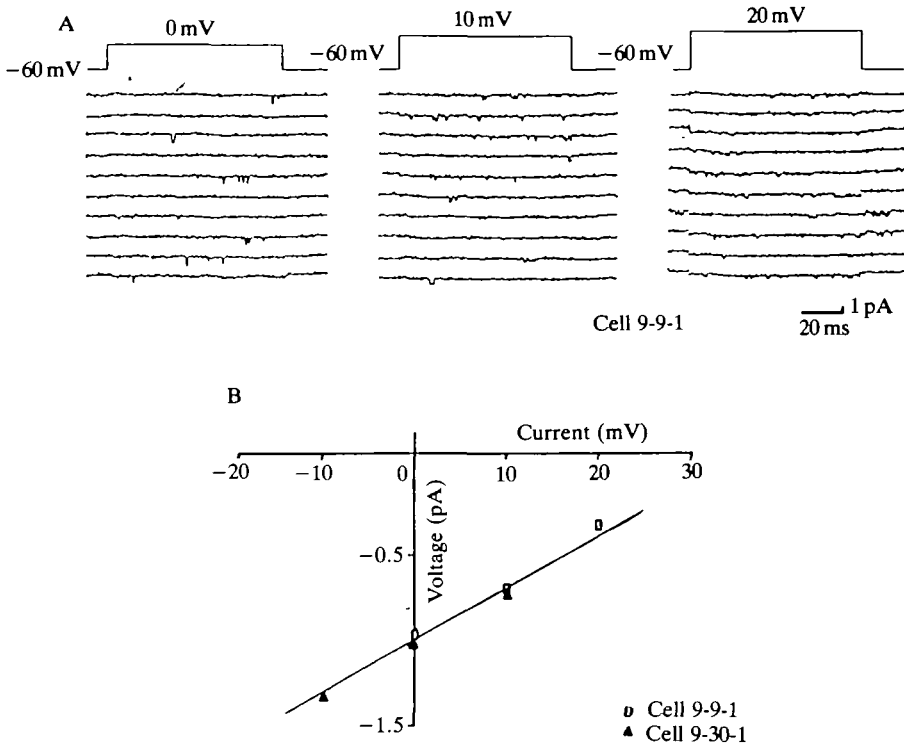 A
0 mV
10 mV
20 mV
−60 mV
−60 mV
−60 mV
1 pA
20 ms
Cell 9-9-1
B
Current (mV)
−20
−10
0
10
20
30
Voltage (pA)
−0.5
−1.5
Cell 9-9-1
Cell 9-30-1